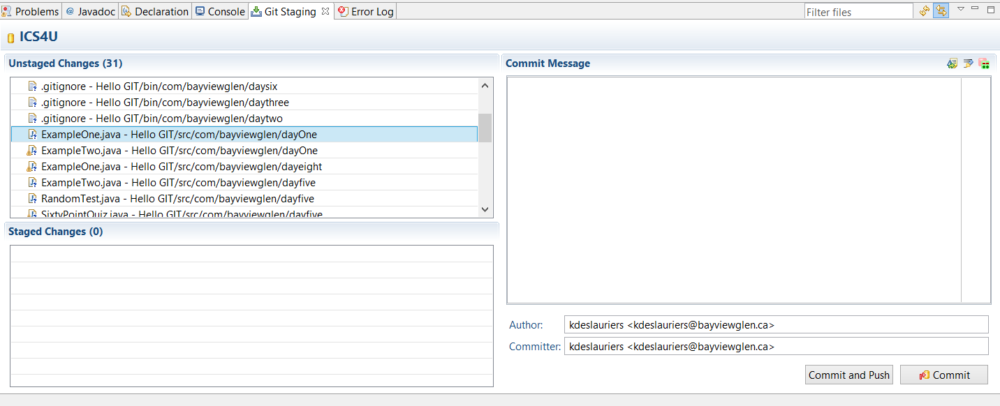 Problems @ Javadoc Declaration Console Git Staging Error Log Filter files
ICS4U
Unstaged Changes (31)
.gitignore - Hello GIT/bin/com/bayviewglen/daysix
.gitignore - Hello GIT/bin/com/bayviewglen/daythree
.gitignore - Hello GIT/bin/com/bayviewglen/daytwo
ExampleOne.java - Hello GIT/src/com/bayviewglen/dayOne
ExampleTwo.java - Hello GIT/src/com/bayviewglen/dayOne
ExampleOne.java - Hello GIT/src/com/bayviewglen/dayeight
ExampleTwo.java - Hello GIT/src/com/bayviewglen/dayfive
RandomTest.java - Hello GIT/src/com/bayviewglen/dayfive
SixtyPointQuiz.java - Hello GIT/src/com/bayviewglen/dayfive
Staged Changes (0)
Commit Message
Author: kdeslauriers <kdeslauriers@bayviewglen.ca>
Committer: kdeslauriers <kdeslauriers@bayviewglen.ca>
Commit and Push Commit